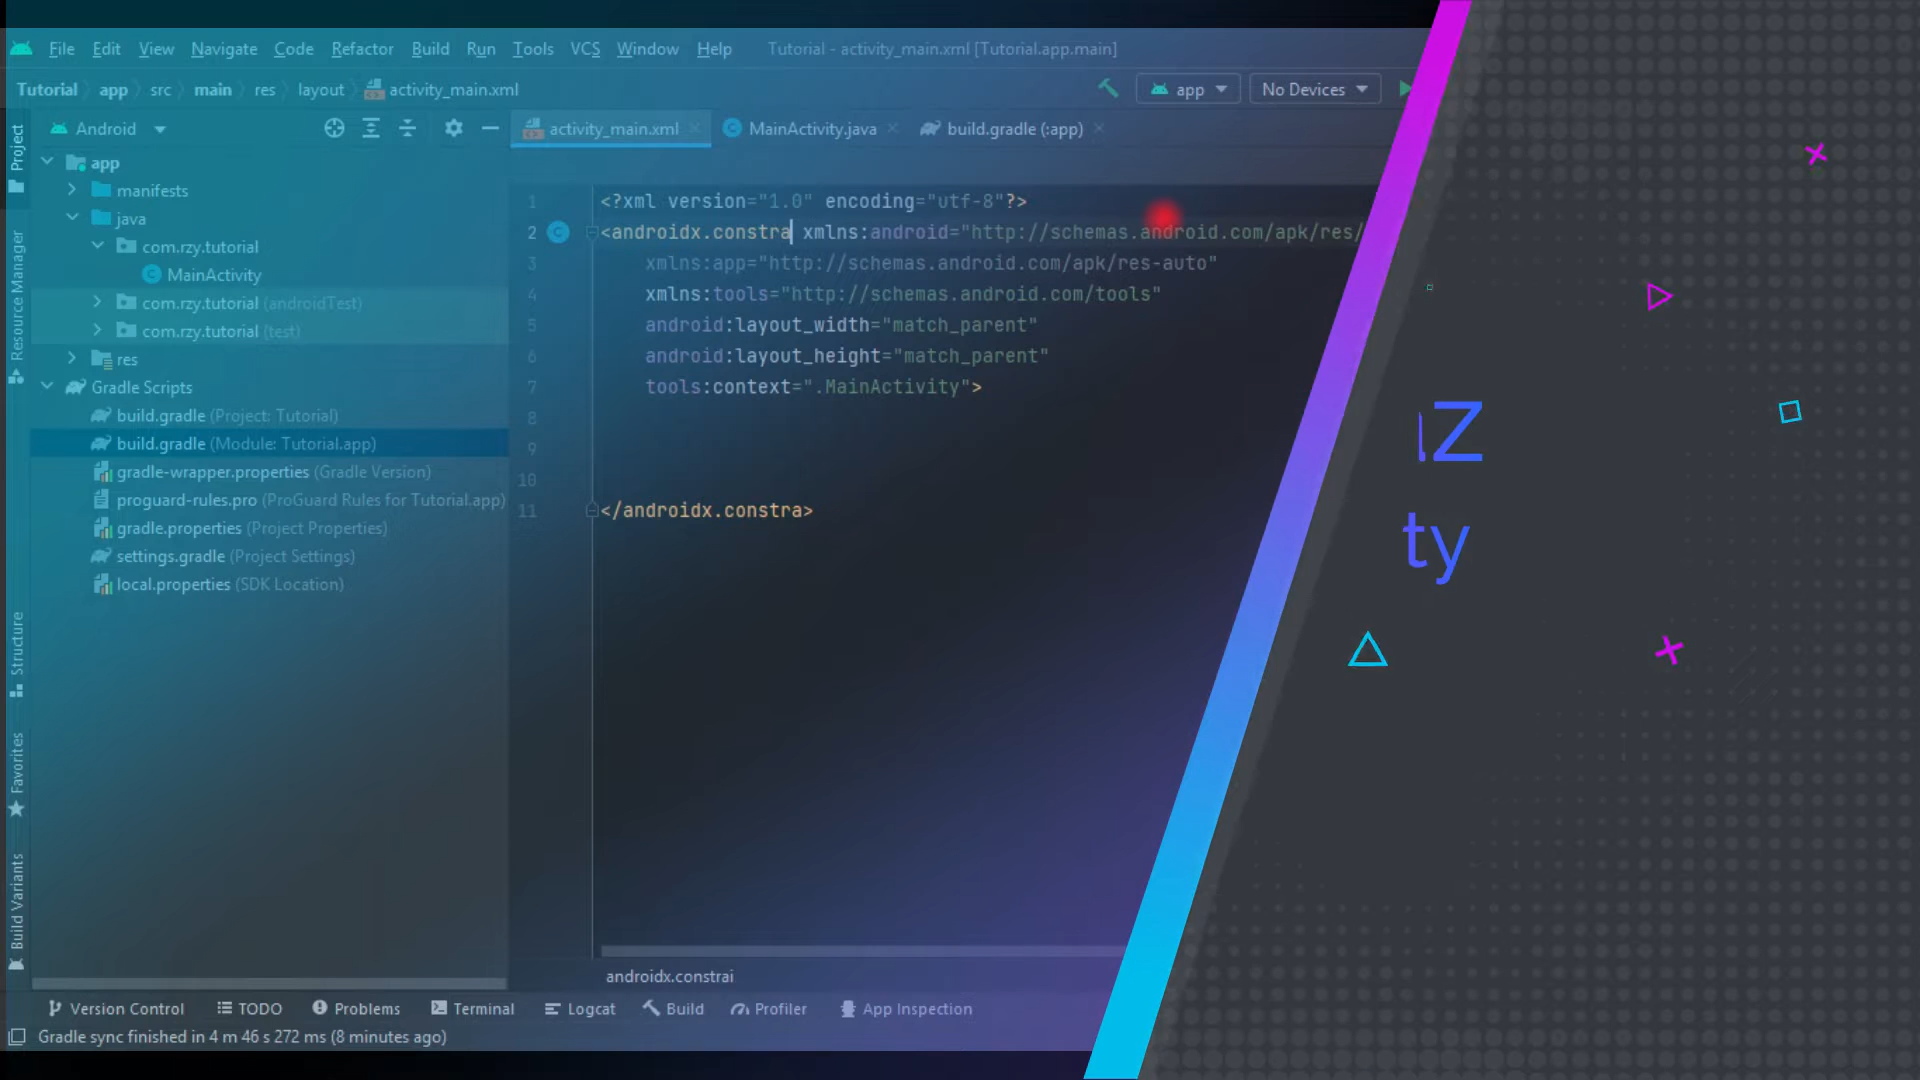 File Edit View Navigate Code Refactor Build Run Tools VCS Window Help Tutorial - activity_main.xml [Tutorial.app.main]
Tutorial app src main res layout activity_main.xml app No Devices
Android activity_main.xml MainActivity.java build.gradle (:app)
Project
Resource Manager
Structure
Favorites
Build Variants
app
manifests
java
com.rzy.tutorial
MainActivity
com.rzy.tutorial (androidTest)
com.rzy.tutorial (test)
res
Gradle Scripts
build.gradle (Project: Tutorial)
build.gradle (Module: Tutorial.app)
gradle-wrapper.properties (Gradle Version)
proguard-rules.pro (ProGuard Rules for Tutorial.app)
gradle.properties (Project Properties)
settings.gradle (Project Settings)
local.properties (SDK Location)
1 <?xml version="1.0" encoding="utf-8"?>
2 <androidx.constra xmlns:android="http://schemas.android.com/apk/res/
3 xmlns:app="http://schemas.android.com/apk/res-auto"
4 xmlns:tools="http://schemas.android.com/tools"
5 android:layout_width="match_parent"
6 android:layout_height="match_parent"
7 tools:context=".MainActivity">
8
9
10
11 </androidx.constra>
androidx.constrai
Z
ty
Version Control TODO Problems Terminal Logcat Build Profiler App Inspection
Gradle sync finished in 4 m 46 s 272 ms (8 minutes ago)